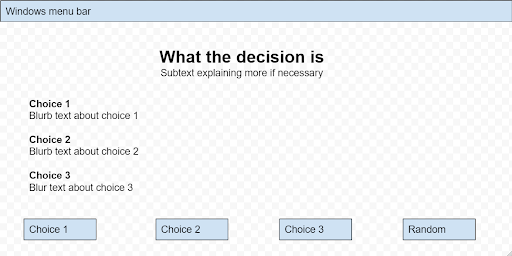 Windows menu bar
What the decision is
Subtext explaining more if necessary
Choice 1
Blurb text about choice 1
Choice 2
Blurb text about choice 2
Choice 3
Blur text about choice 3
Choice 1
Choice 2
Choice 3
Random